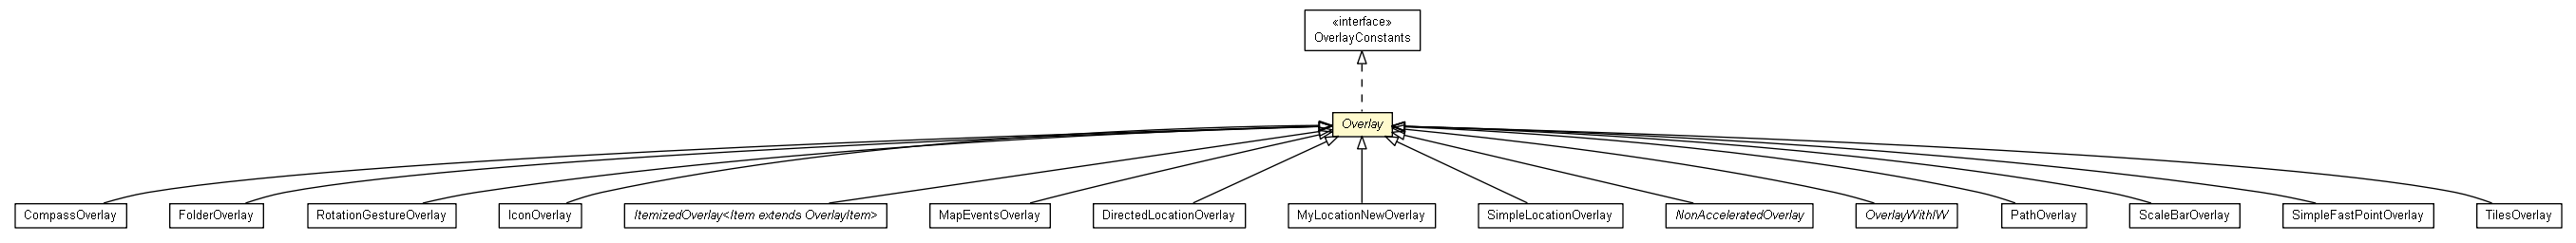 «interface»
OverlayConstants
Overlay
CompassOverlay
FolderOverlay
RotationGestureOverlay
IconOverlay
ItemizedOverlay<Item extends OverlayItem>
MapEventsOverlay
DirectedLocationOverlay
MyLocationNewOverlay
SimpleLocationOverlay
NonAcceleratedOverlay
OverlayWithIW
PathOverlay
ScaleBarOverlay
SimpleFastPointOverlay
TilesOverlay